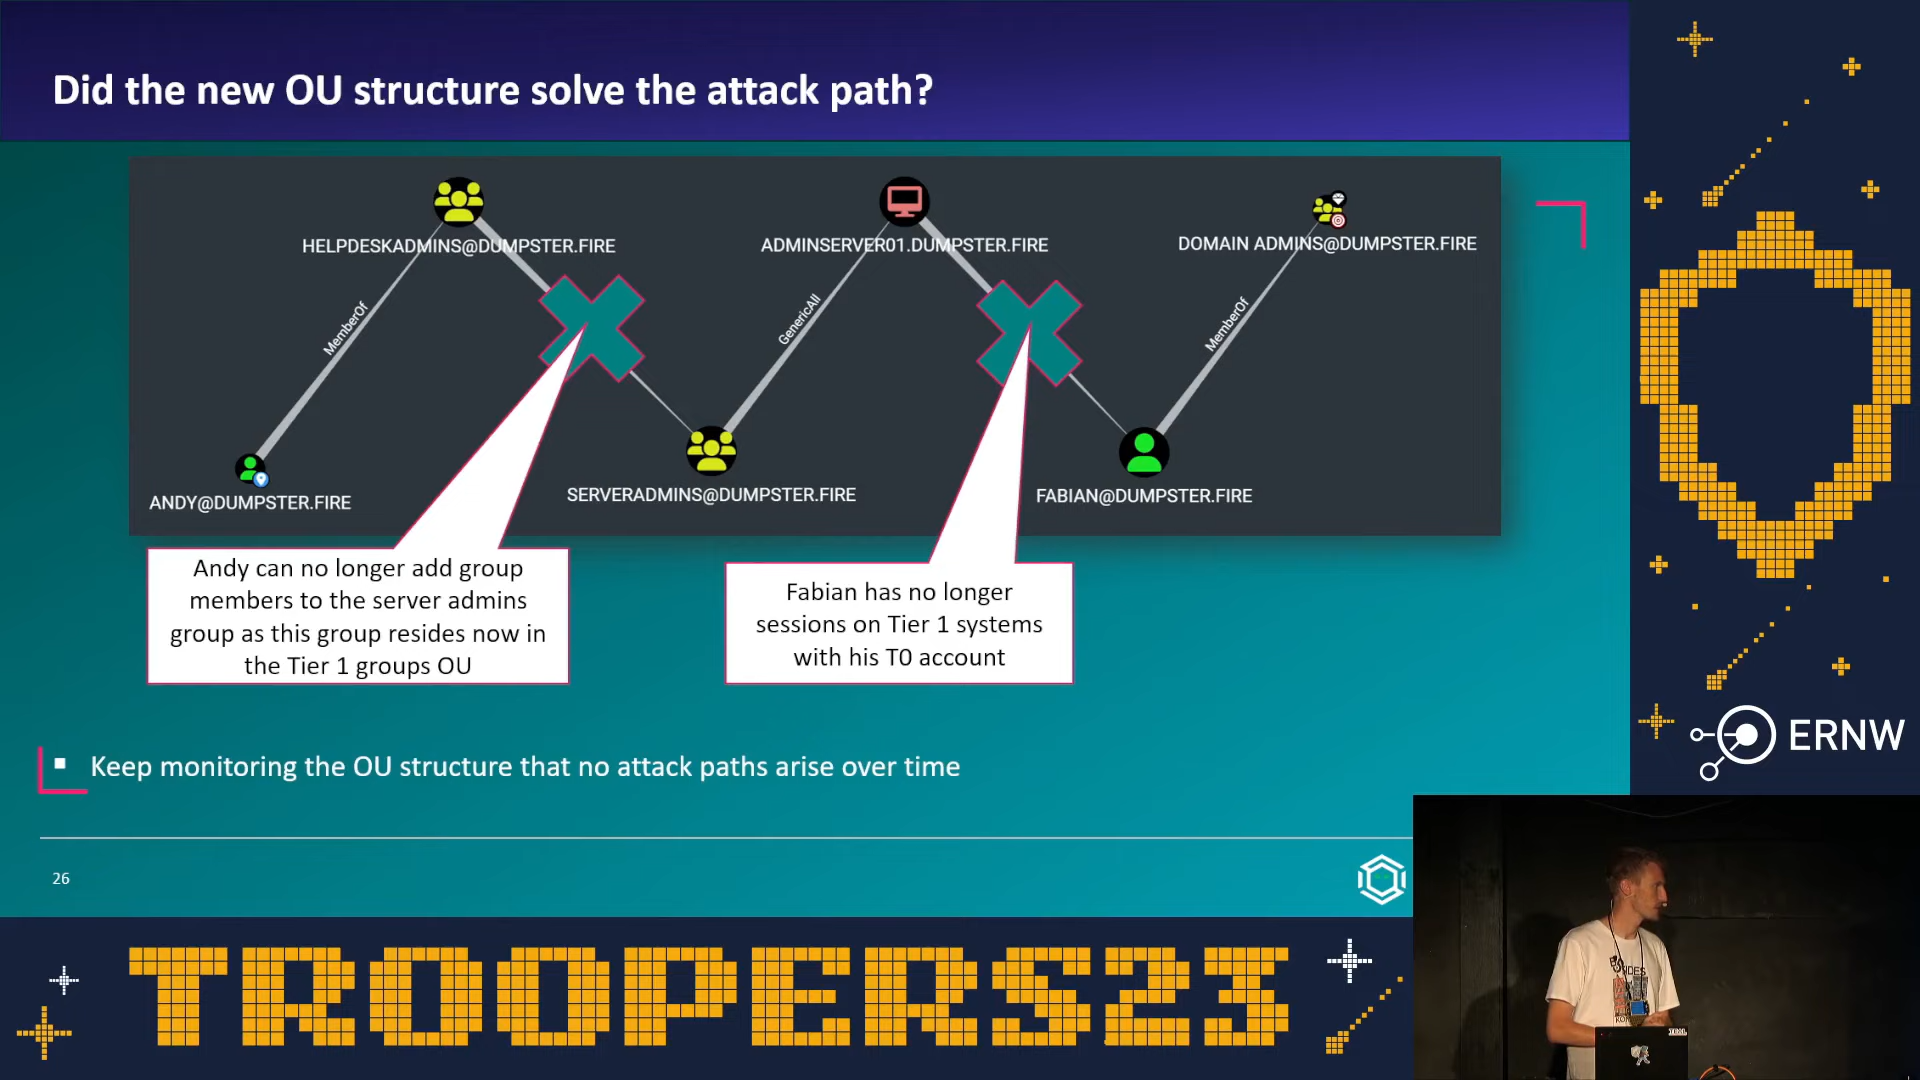 Did the new OU structure solve the attack path?
HELPDESKADMINS@DUMPSTER.FIRE
ADMINSERVER01.DUMPSTER.FIRE
DOMAIN ADMINS@DUMPSTER.FIRE
MemberOf
GenericAll
MemberOf
ANDY@DUMPSTER.FIRE
SERVERADMINS@DUMPSTER.FIRE
FABIAN@DUMPSTER.FIRE
Andy can no longer add group
members to the server admins
group as this group resides now in
the Tier 1 groups OU
Fabian has no longer
sessions on Tier 1 systems
with his T0 account
Keep monitoring the OU structure that no attack paths arise over time
26
ERNW
TROOPERS23